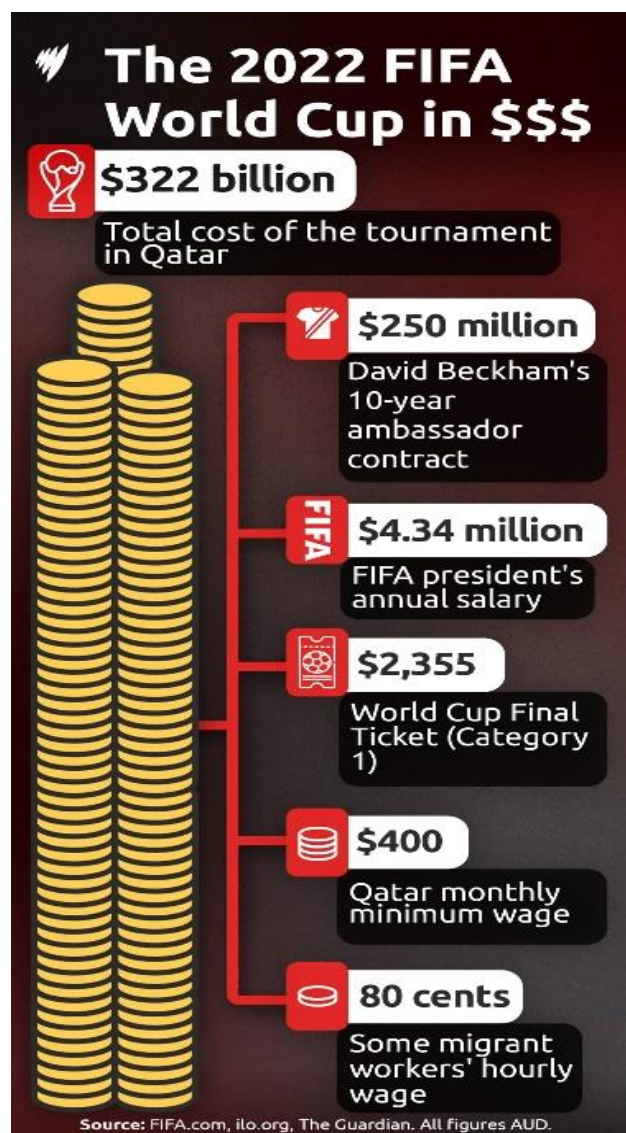 The 2022 FIFA
World Cup in $$$
$322 billion
Total cost of the tournament
in Qatar
$250 million
David Beckham's
10-year
ambassador
contract
FIFA
$4.34 million
FIFA president's
annual salary
$2,355
World Cup Final
Ticket (Category
1)
$400
Qatar monthly
minimum wage
80 cents
Some migrant
workers' hourly
wage
Source: FIFA.com, ilo.org, The Guardian. All figures AUD.